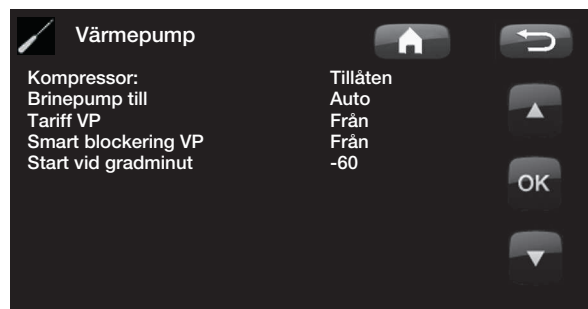 Värmepump
Kompressor: Tillåten
Brinepump till Auto
Tariff VP Från
Smart blockering VP Från
Start vid gradminut -60
OK